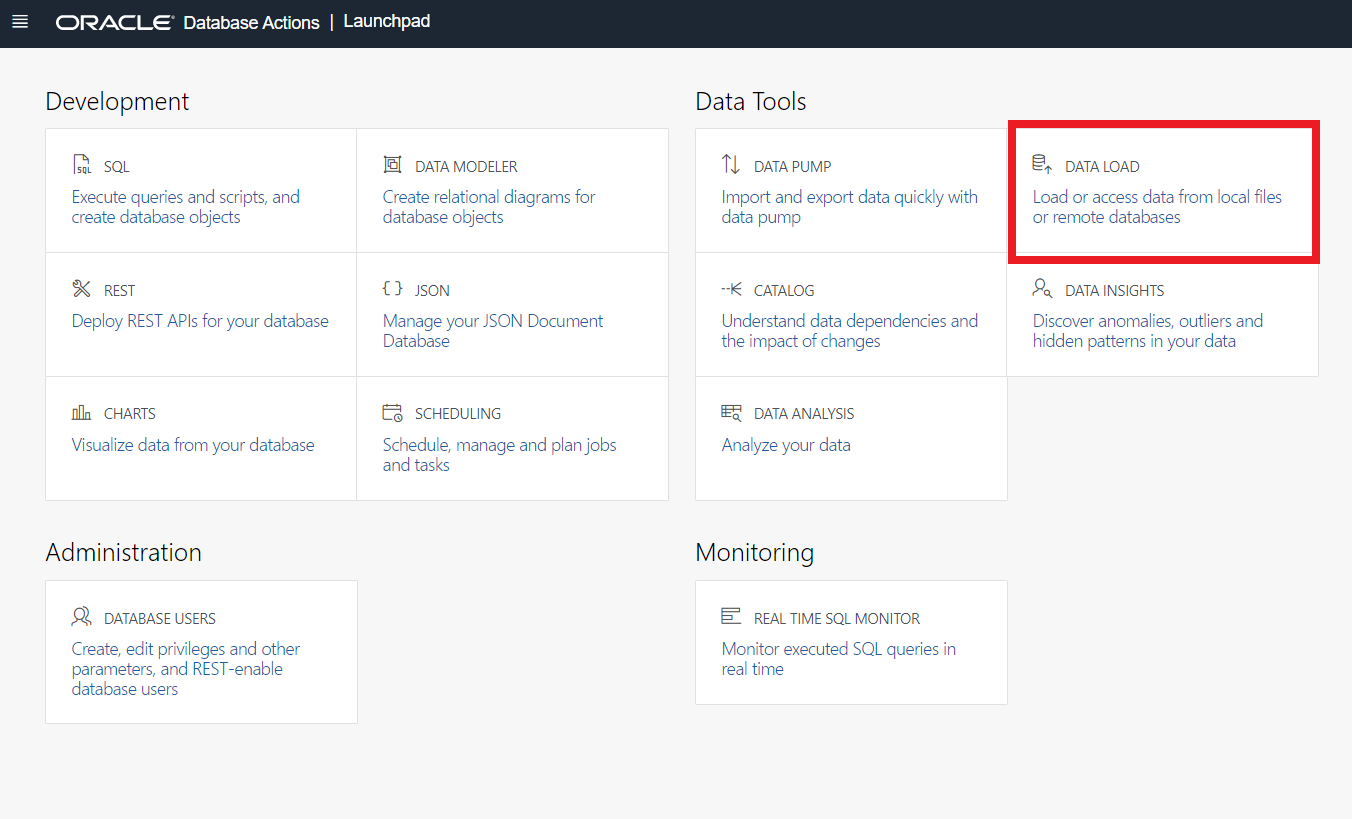 ORACLE Database Actions | Launchpad
Development
SQL
Execute queries and scripts, and
create database objects
DATA MODELER
Create relational diagrams for
database objects
REST
Deploy REST APIs for your database
JSON
Manage your JSON Document
Database
CHARTS
Visualize data from your database
SCHEDULING
Schedule, manage and plan jobs
and tasks
Data Tools
DATA PUMP
Import and export data quickly with
data pump
DATA LOAD
Load or access data from local files
or remote databases
CATALOG
Understand data dependencies and
the impact of changes
DATA INSIGHTS
Discover anomalies, outliers and
hidden patterns in your data
DATA ANALYSIS
Analyze your data
Administration
DATABASE USERS
Create, edit privileges and other
parameters, and REST-enable
database users
Monitoring
REAL TIME SQL MONITOR
Monitor executed SQL queries in
real time